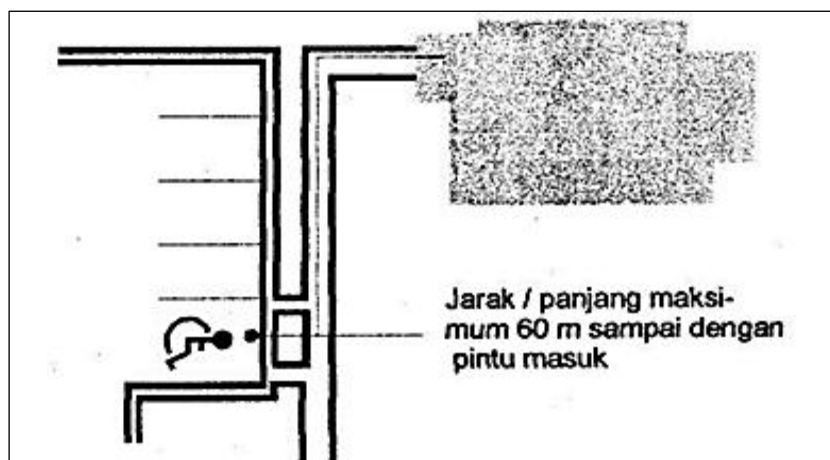 Jarak / panjang maksi-
mum 60 m sampai dengan
pintu masuk